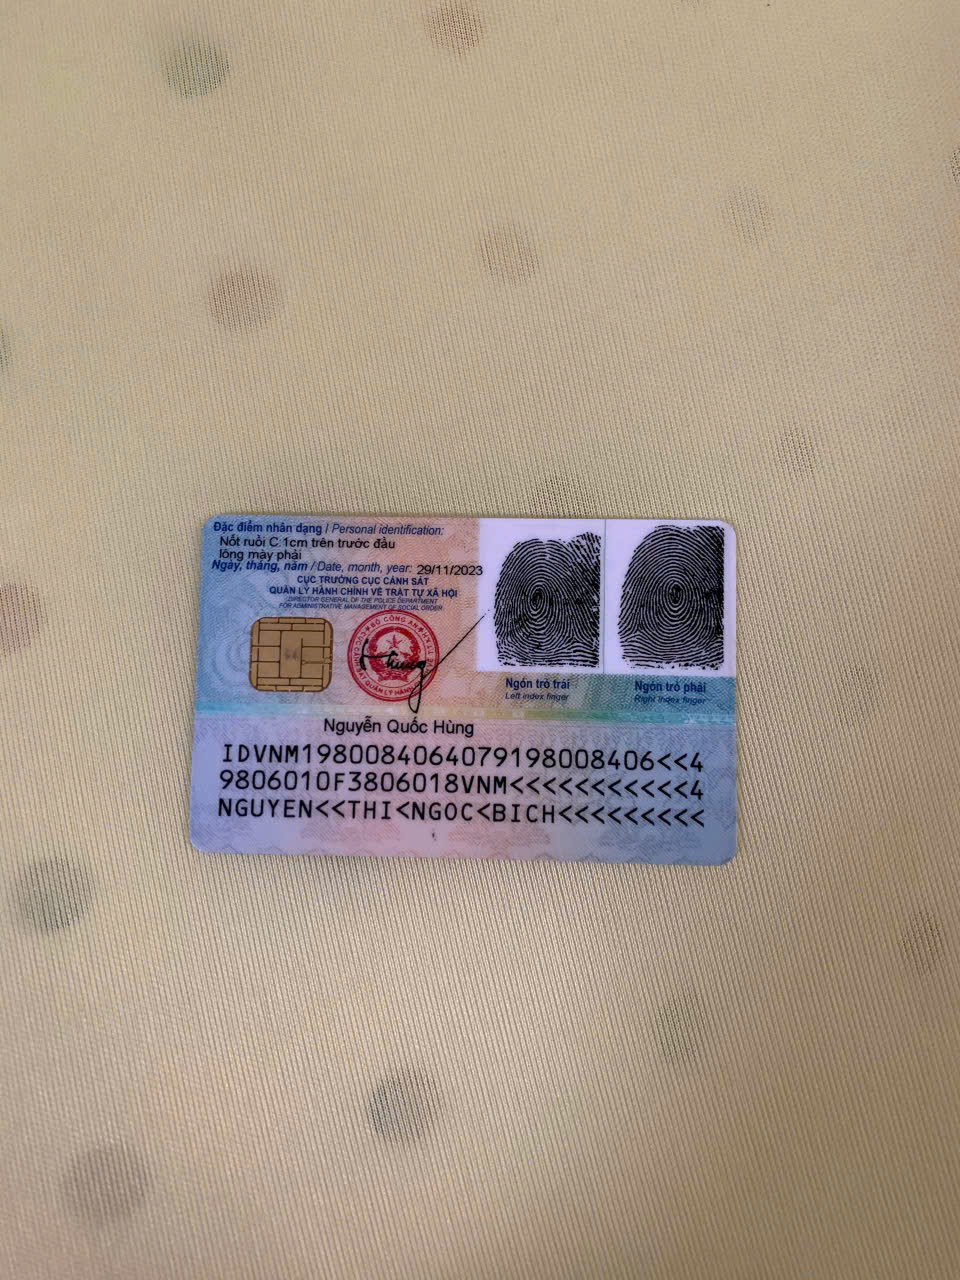 Đặc điểm nhân dạng / Personal identification:
Nốt ruồi C.1cm trên trước đầu
lông mày phải
Ngày, tháng, năm / Date, month, year: 29/11/2023
CỤC TRƯỞNG CỤC CẢNH SÁT
QUẢN LÝ HÀNH CHÍNH VỀ TRẬT TỰ XÃ HỘI
DIRECTOR GENERAL OF THE POLICE DEPARTMENT
FOR ADMINISTRATIVE MANAGEMENT OF SOCIAL ORDER
BỘ CÔNG AN
Ngón trỏ trái
Left index finger
Ngón trỏ phải
Right index finger
Nguyễn Quốc Hùng
IDVNM1980084064079198008406<<4
9806010F3806018VNM<<<<<<<<<<<4
NGUYEN<<THI<NGOC<BICH<<<<<<<<<